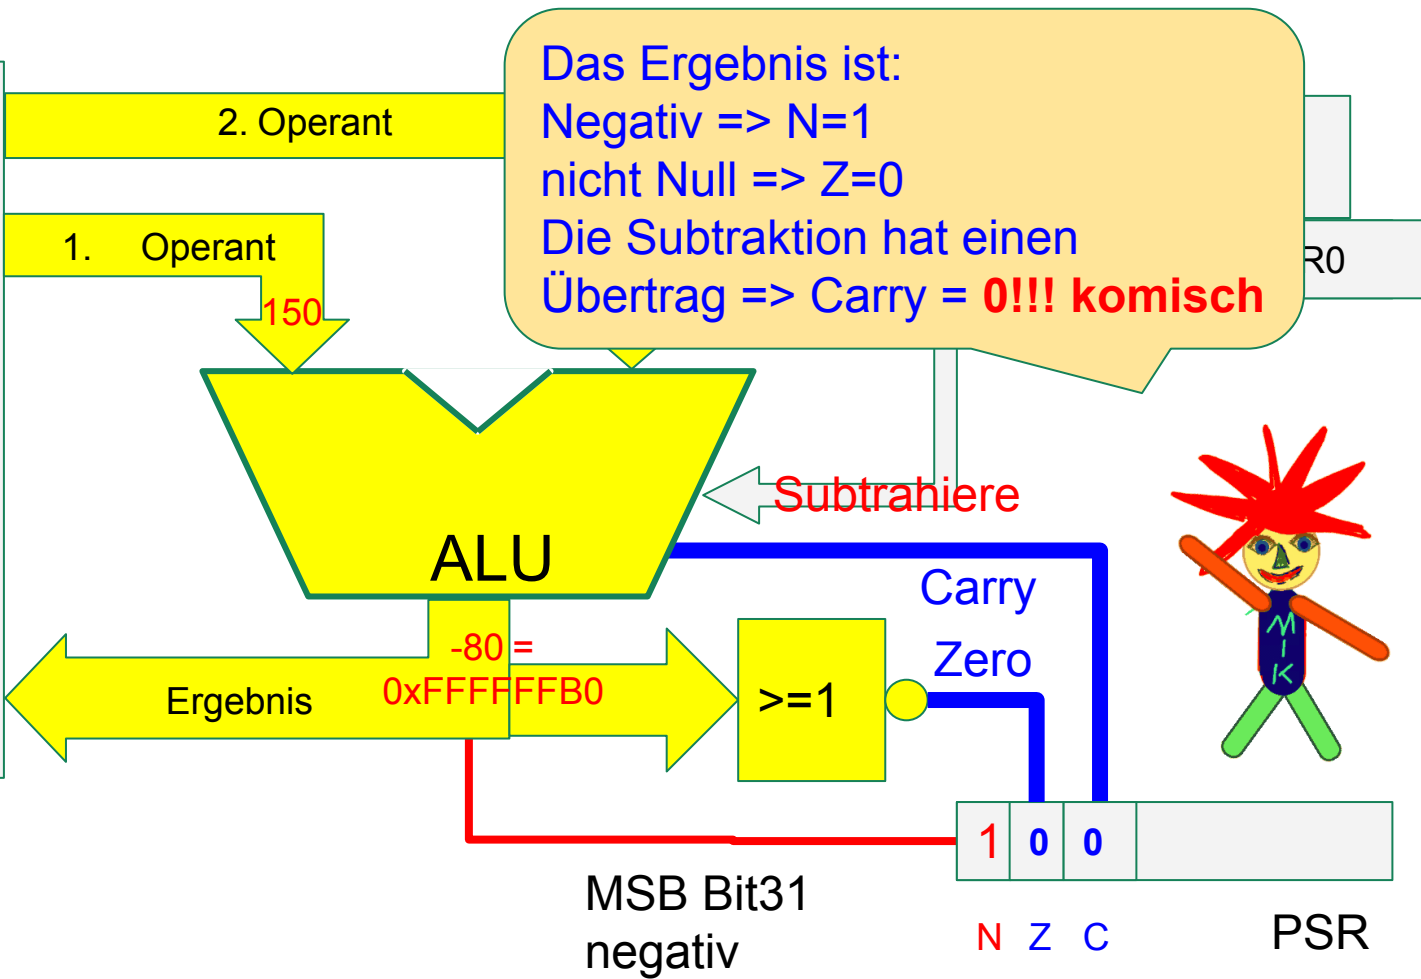 Das Ergebnis ist:
Negativ => N=1
nicht Null => Z=0
Die Subtraktion hat einen
Übertrag => Carry = 0!!! komisch
2. Operant
1. Operant
150
R0
Subtrahiere
ALU
Carry
Zero
-80 =
0xFFFFFFB0
Ergebnis
>=1
MIK
1 0 0
MSB Bit31
negativ
N Z C
PSR